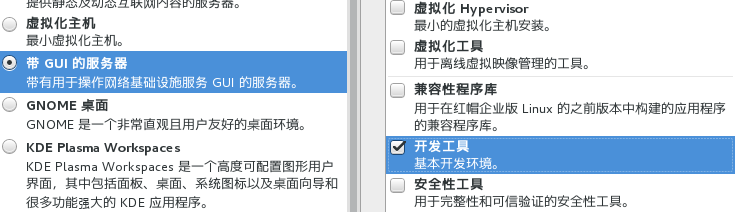 提供静态及动态互联网内容的服务器。
虚拟化主机
最小虚拟化主机。
带 GUI 的服务器
带有用于操作网络基础设施服务 GUI 的服务器。
GNOME 桌面
GNOME 是一个非常直观且用户友好的桌面环境。
KDE Plasma Workspaces
KDE Plasma Workspaces 是一个高度可配置图形用户
界面，其中包括面板、桌面、系统图标以及桌面向导和
很多功能强大的 KDE 应用程序。
虚拟化 Hypervisor
最小的虚拟化主机安装。
虚拟化工具
用于离线虚拟映像管理的工具。
兼容性程序库
用于在红帽企业版 Linux 的之前版本中构建的应用程序
的兼容程序库。
开发工具
基本开发环境。
安全性工具
用于完整性和可信验证的安全性工具。